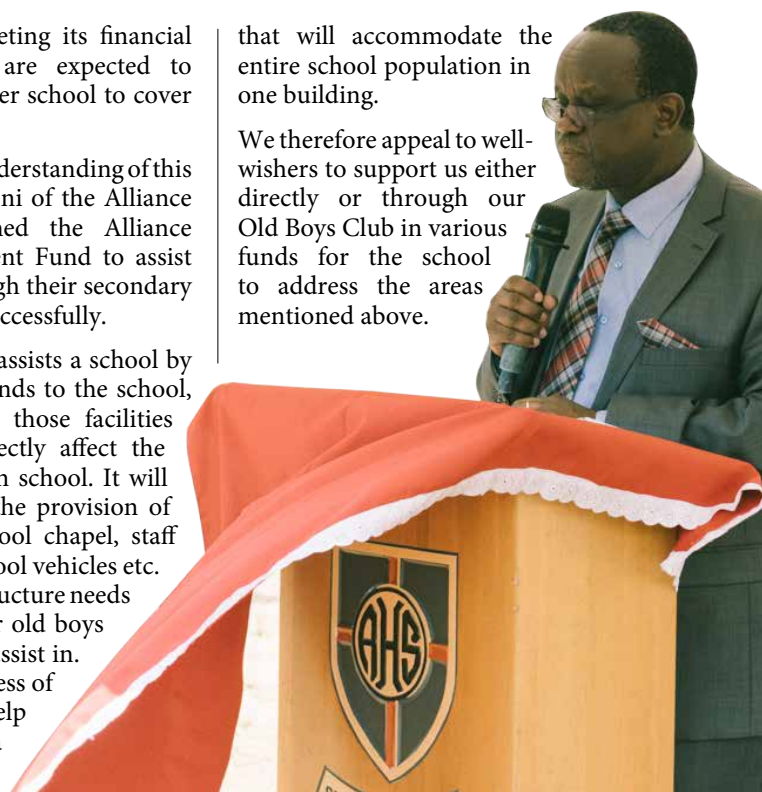 eting its financial
are expected to
er school to cover
derstanding of this
ni of the Alliance
ned the Alliance
ent Fund to assist
gh their secondary
ccessfully.
assists a school by
nds to the school,
those facilities
ectly affect the
n school. It will
he provision of
ool chapel, staff
ool vehicles etc.
ucture needs
r old boys
ssist in.
ess of
elp
that will accommodate the
entire school population in
one building.
We therefore appeal to well-
wishers to support us either
directly or through our
Old Boys Club in various
funds for the school
to address the areas
mentioned above.
AHS